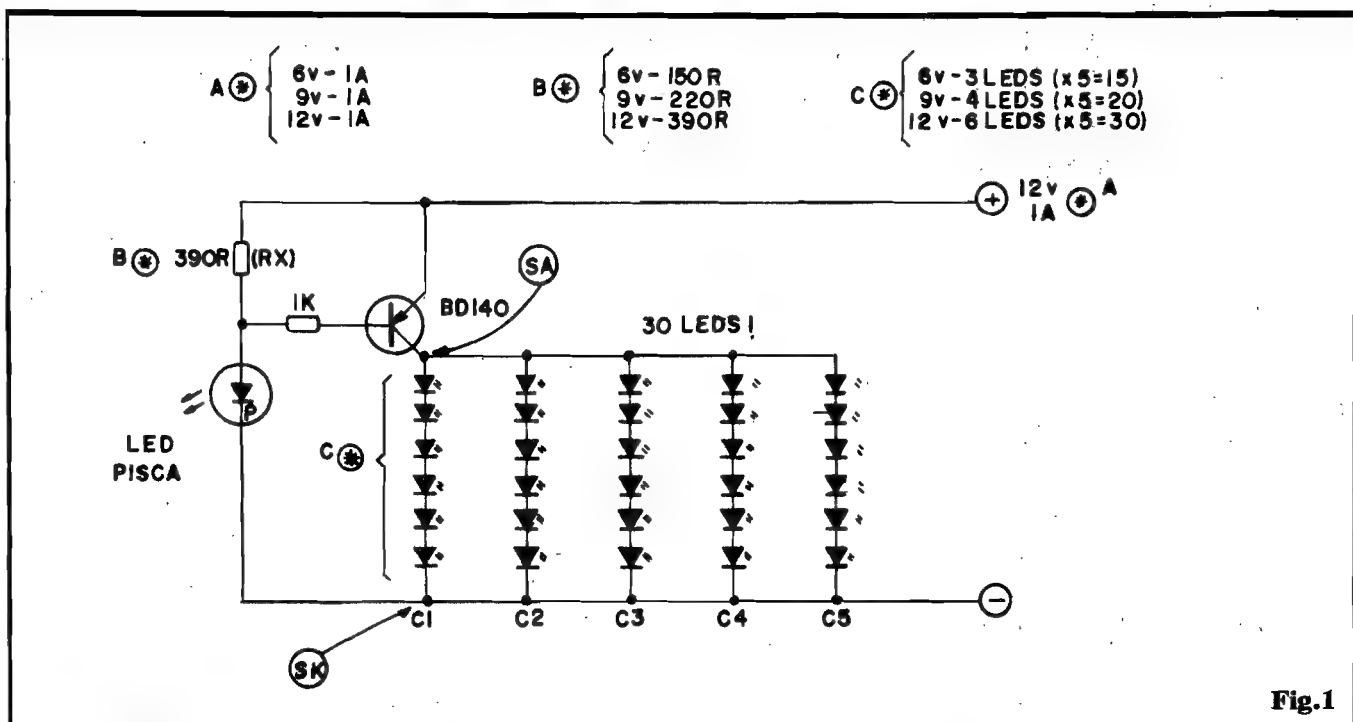 A * 6v-1A
9v-1A
12v-1A
B * 6v-150R
9v-220R
12v-390R
C * 6v-3 LEDS (x5=15)
9v-4 LEDS (x5=20)
12v-6 LEDS (x5=30)
+ 12v * A
1A
B * 390R (RX)
SA
1K
BD140
30 LEDS!
LED
PISCA
C *
C1 C2 C3 C4 C5
-
SK
Fig.1